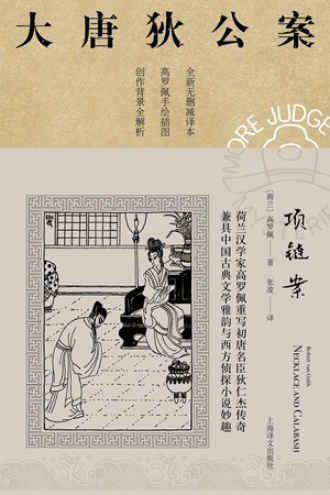 大唐狄公案
全新无删减译本
高罗佩手绘插图
创作背景全解析
MORE JUDGE
项链案
［荷兰］高罗佩 著
张凌 译
荷兰汉学家高罗佩重写初唐名臣狄仁杰传奇
兼具中国古典文学雅韵与西方侦探小说妙趣
Robert van Gulik
NECKLACE AND CALABASH
上海译文出版社